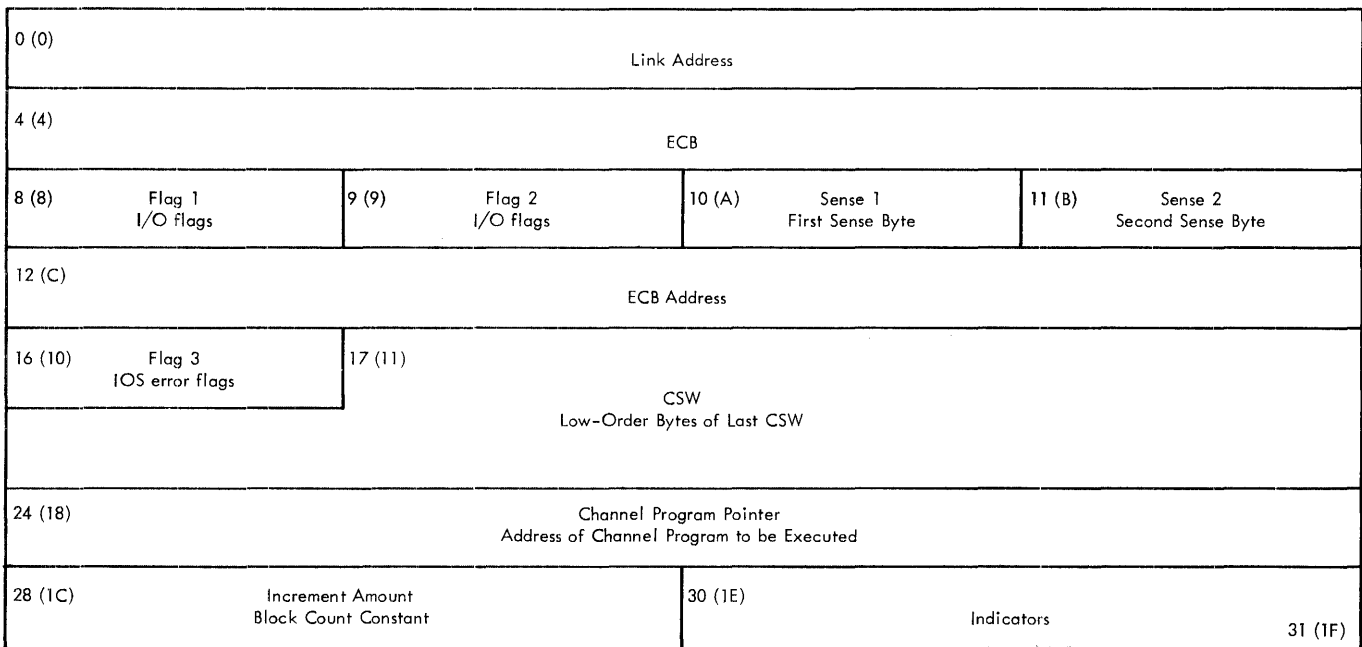 0 (0)
Link Address
4 (4)
ECB
8 (8) Flag 1
I/O flags
9 (9) Flag 2
I/O flags
10 (A) Sense 1
First Sense Byte
11 (B) Sense 2
Second Sense Byte
12 (C)
ECB Address
16 (10) Flag 3
IOS error flags
17 (11)
CSW
Low-Order Bytes of Last CSW
24 (18)
Channel Program Pointer
Address of Channel Program to be Executed
28 (1C) Increment Amount
Block Count Constant
30 (1E)
Indicators
31 (1F)